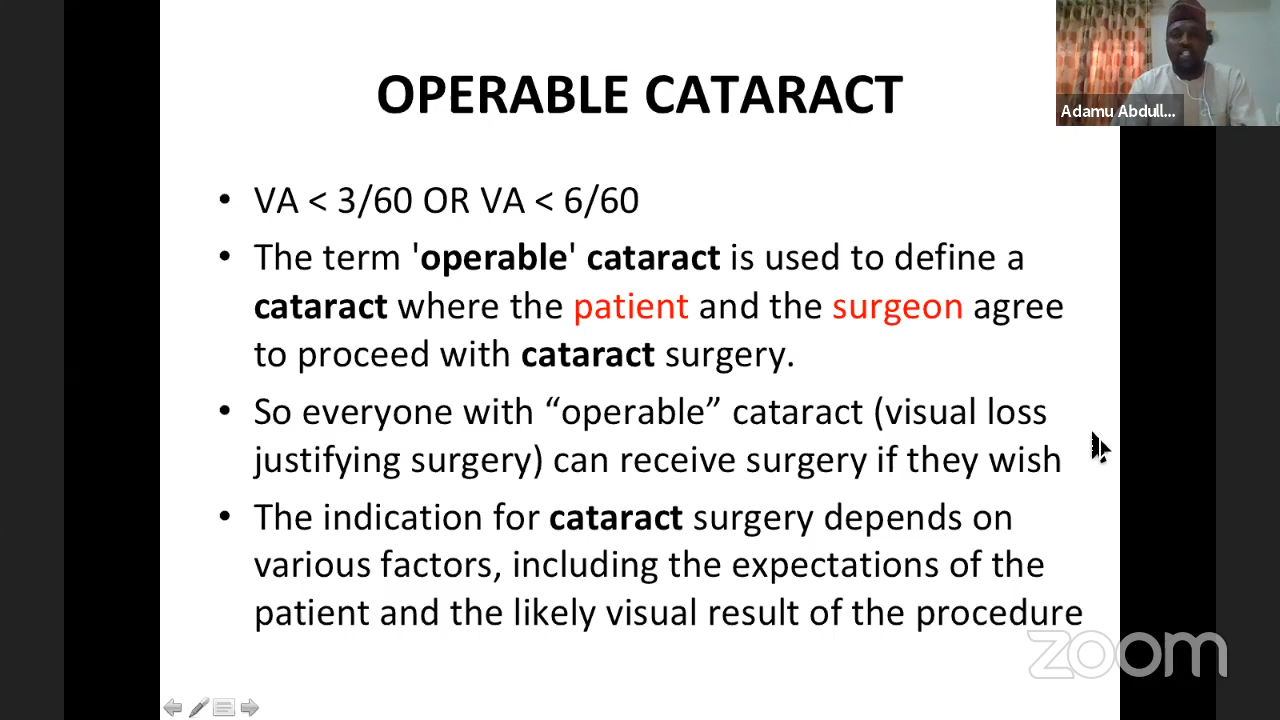 OPERABLE CATARACT
Adamu Abdull...
• VA < 3/60 OR VA < 6/60
• The term 'operable' cataract is used to define a
cataract where the patient and the surgeon agree
to proceed with cataract surgery.
• So everyone with “operable” cataract (visual loss
justifying surgery) can receive surgery if they wish
• The indication for cataract surgery depends on
various factors, including the expectations of the
patient and the likely visual result of the procedure
zoom